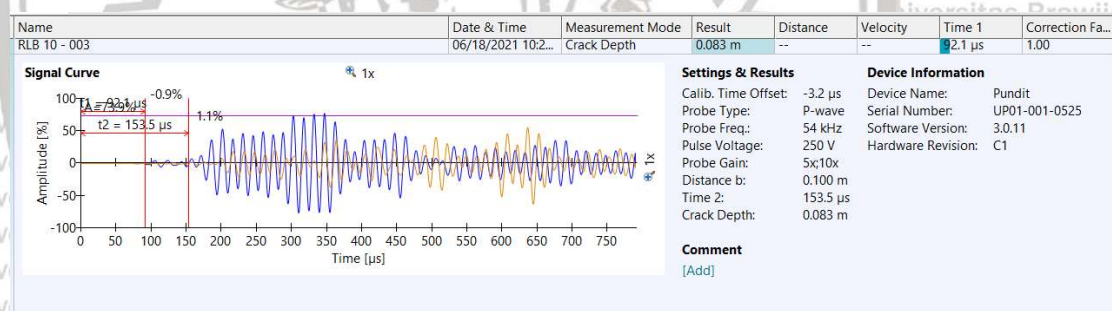 Name Date & Time Measurement Mode Result Distance Velocity Time 1 Correction Fa...
RLB 10 - 003 06/18/2021 10:2... Crack Depth 0.083 m -- -- 92.1 µs 1.00
Signal Curve 1x
Settings & Results Device Information
t1 = 92.1 µs -0.9%
A=73.9%
t2 = 153.5 µs 1.1%
Amplitude [%]
100
50
0
-50
-100
0 50 100 150 200 250 300 350 400 450 500 550 600 650 700 750
Time [µs]
1x
Calib. Time Offset: -3.2 µs Device Name: Pundit
Probe Type: P-wave Serial Number: UP01-001-0525
Probe Freq.: 54 kHz Software Version: 3.0.11
Pulse Voltage: 250 V Hardware Revision: C1
Probe Gain: 5x;10x
Distance b: 0.100 m
Time 2: 153.5 µs
Crack Depth: 0.083 m
Comment
[Add]